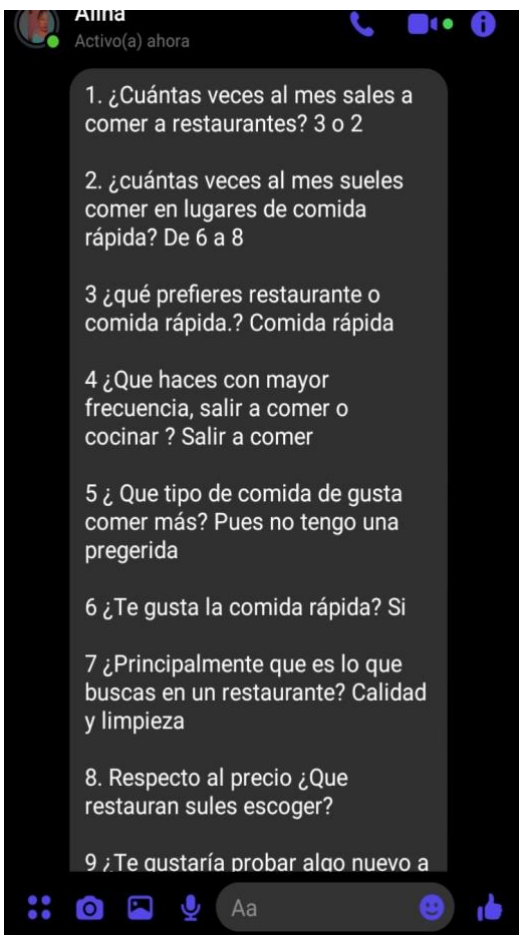 Alina
Activo(a) ahora
1. ¿Cuántas veces al mes sales a
comer a restaurantes? 3 o 2
2. ¿cuántas veces al mes sueles
comer en lugares de comida
rápida? De 6 a 8
3 ¿qué prefieres restaurante o
comida rápida.? Comida rápida
4 ¿Que haces con mayor
frecuencia, salir a comer o
cocinar ? Salir a comer
5 ¿ Que tipo de comida de gusta
comer más? Pues no tengo una
pregerida
6 ¿Te gusta la comida rápida? Si
7 ¿Principalmente que es lo que
buscas en un restaurante? Calidad
y limpieza
8. Respecto al precio ¿Que
restauran sules escoger?
9 ¿Te gustaría probar algo nuevo a
Aa